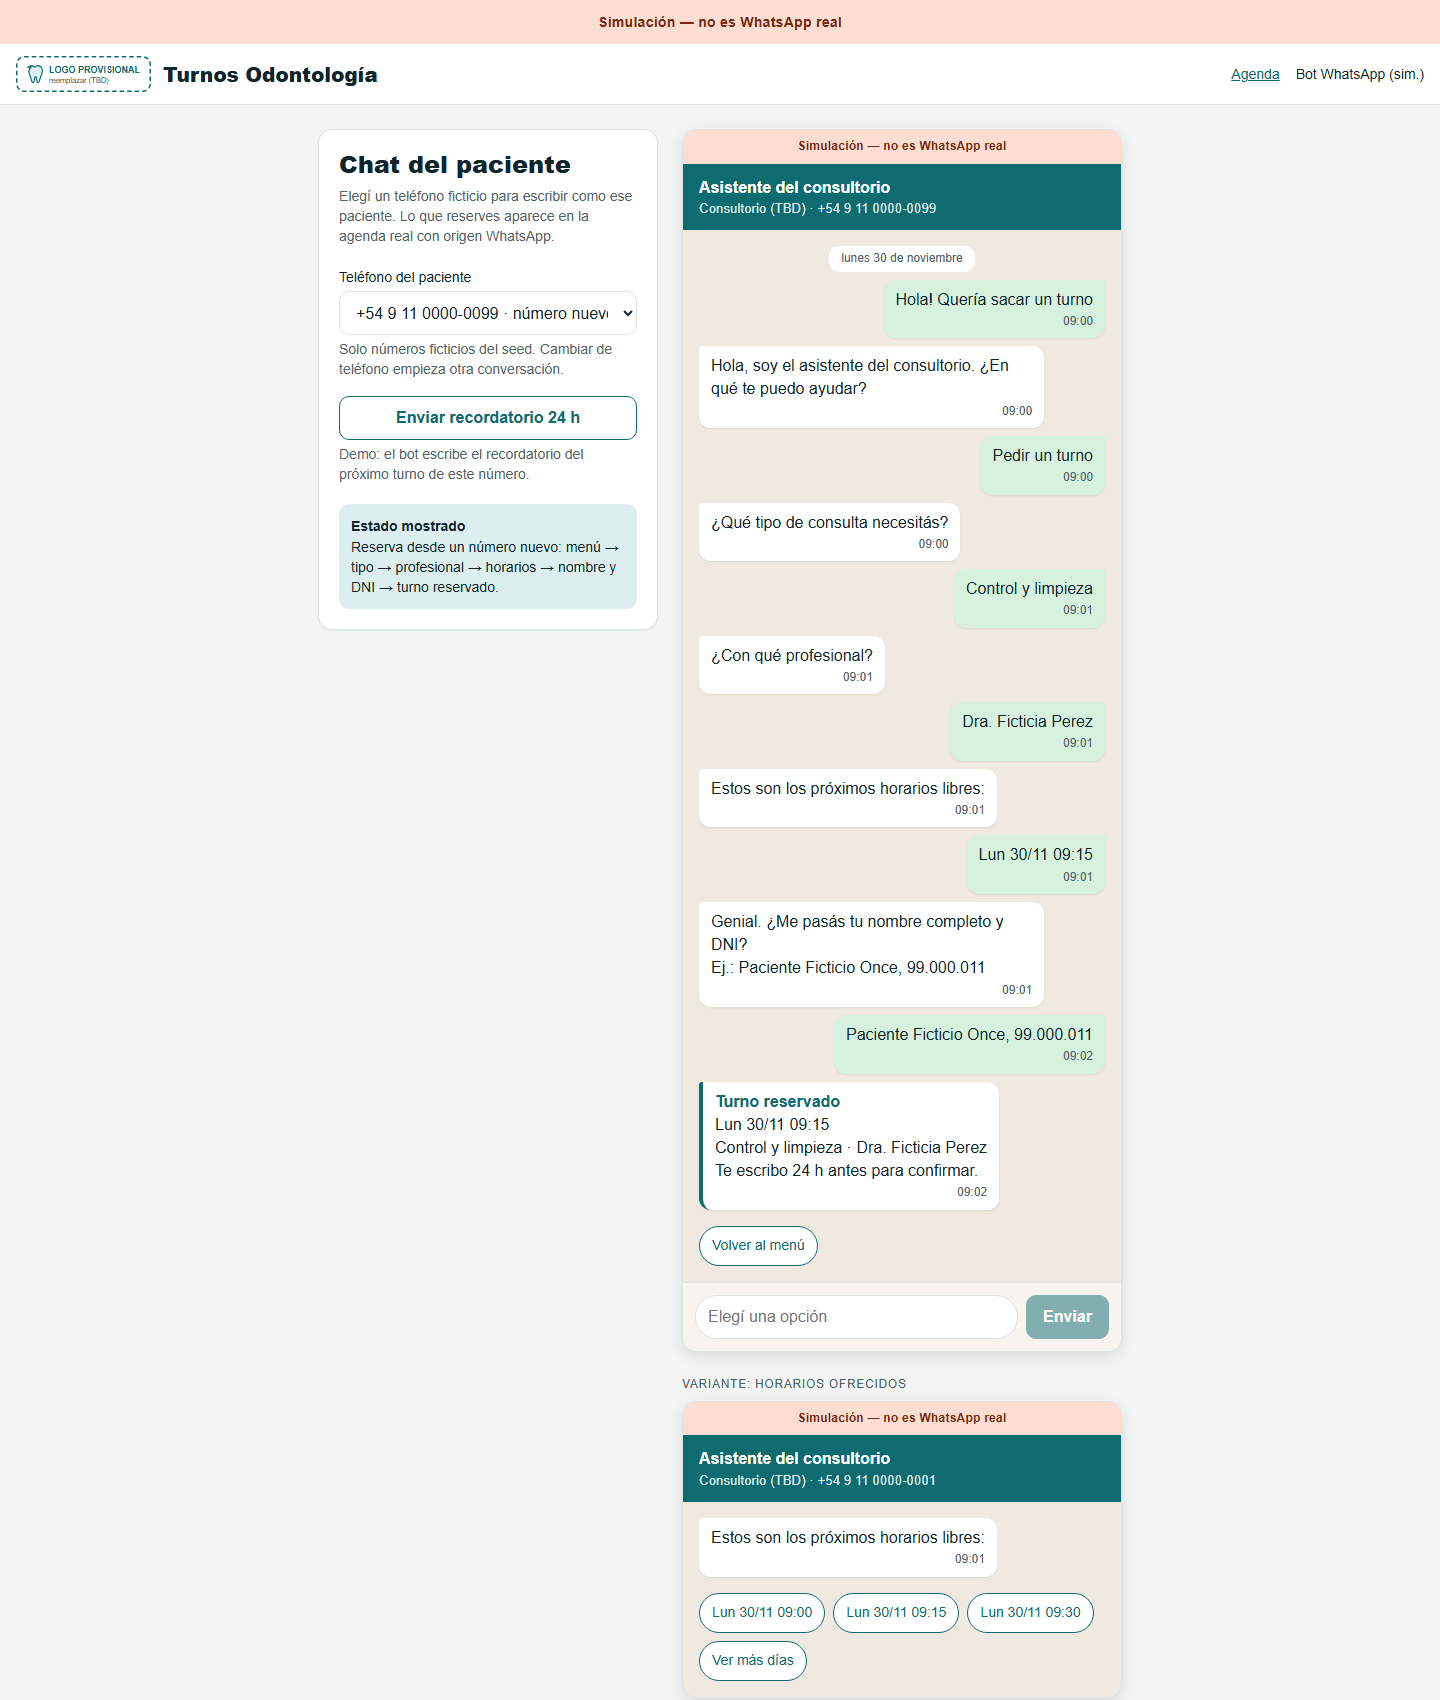 Simulación — no es WhatsApp real
LOGO PROVISIONAL
reemplazar (TBD)
Turnos Odontología
Agenda
Bot WhatsApp (sim.)
Chat del paciente
Elegí un teléfono ficticio para escribir como ese
paciente. Lo que reserves aparece en la
agenda real con origen WhatsApp.
Teléfono del paciente
+54 9 11 0000-0099 · número nuevo
Solo números ficticios del seed. Cambiar de
teléfono empieza otra conversación.
Enviar recordatorio 24 h
Demo: el bot escribe el recordatorio del
próximo turno de este número.
Estado mostrado
Reserva desde un número nuevo: menú →
tipo → profesional → horarios → nombre y
DNI → turno reservado.
Simulación — no es WhatsApp real
Asistente del consultorio
Consultorio (TBD) · +54 9 11 0000-0099
lunes 30 de noviembre
Hola! Quería sacar un turno
09:00
Hola, soy el asistente del consultorio. ¿En
qué te puedo ayudar?
09:00
Pedir un turno
09:00
¿Qué tipo de consulta necesitás?
09:00
Control y limpieza
09:01
¿Con qué profesional?
09:01
Dra. Ficticia Perez
09:01
Estos son los próximos horarios libres:
09:01
Lun 30/11 09:15
09:01
Genial. ¿Me pasás tu nombre completo y
DNI?
Ej.: Paciente Ficticio Once, 99.000.011
09:01
Paciente Ficticio Once, 99.000.011
09:02
Turno reservado
Lun 30/11 09:15
Control y limpieza · Dra. Ficticia Perez
Te escribo 24 h antes para confirmar.
09:02
Volver al menú
Elegí una opción
Enviar
VARIANTE: HORARIOS OFRECIDOS
Simulación — no es WhatsApp real
Asistente del consultorio
Consultorio (TBD) · +54 9 11 0000-0001
Estos son los próximos horarios libres:
09:01
Lun 30/11 09:00
Lun 30/11 09:15
Lun 30/11 09:30
Ver más días